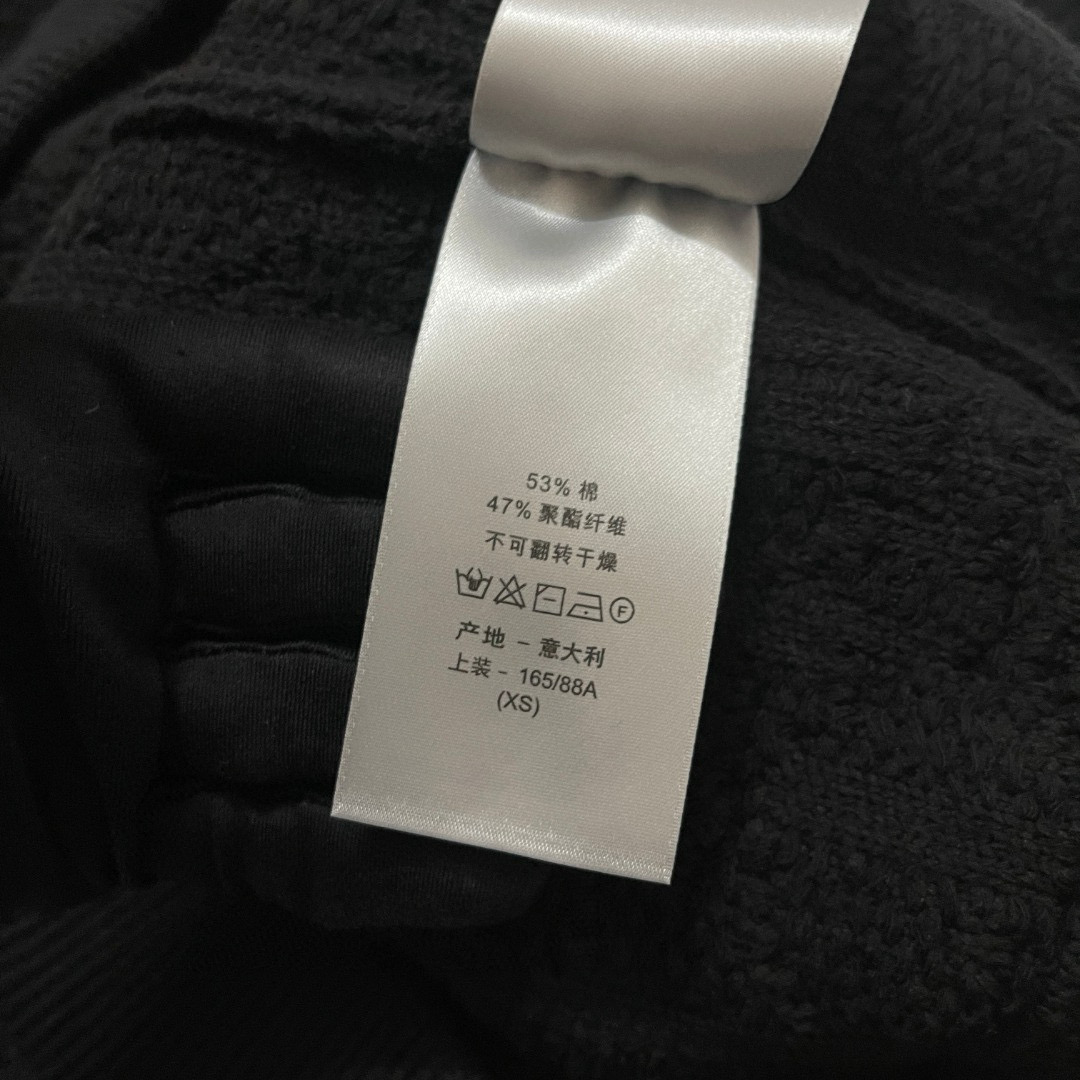 53% 棉
47% 聚酯纤维
不可翻转干燥
F
产地 - 意大利
上装 - 165/88A
(XS)